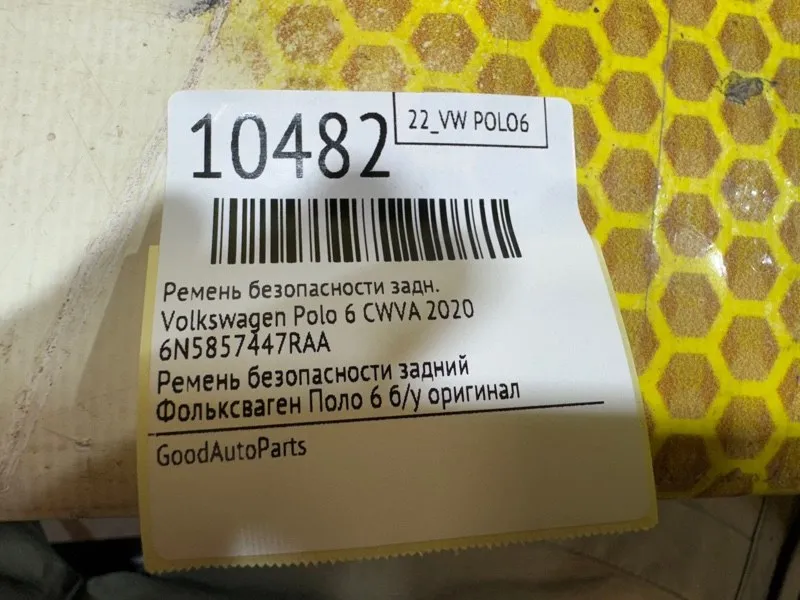 10482
22_VW POLO6
Ремень безопасности задн.
Volkswagen Polo 6 CWVA 2020
6N5857447RAA
Ремень безопасности задний
Фольксваген Поло 6 б/у оригинал
GoodAutoParts